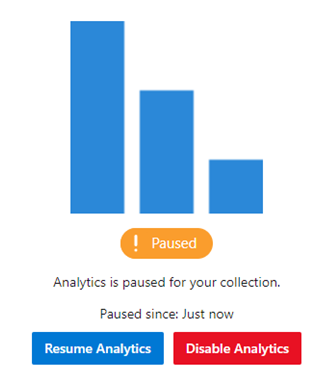 Paused
Analytics is paused for your collection.
Paused since: Just now
Resume Analytics Disable Analytics